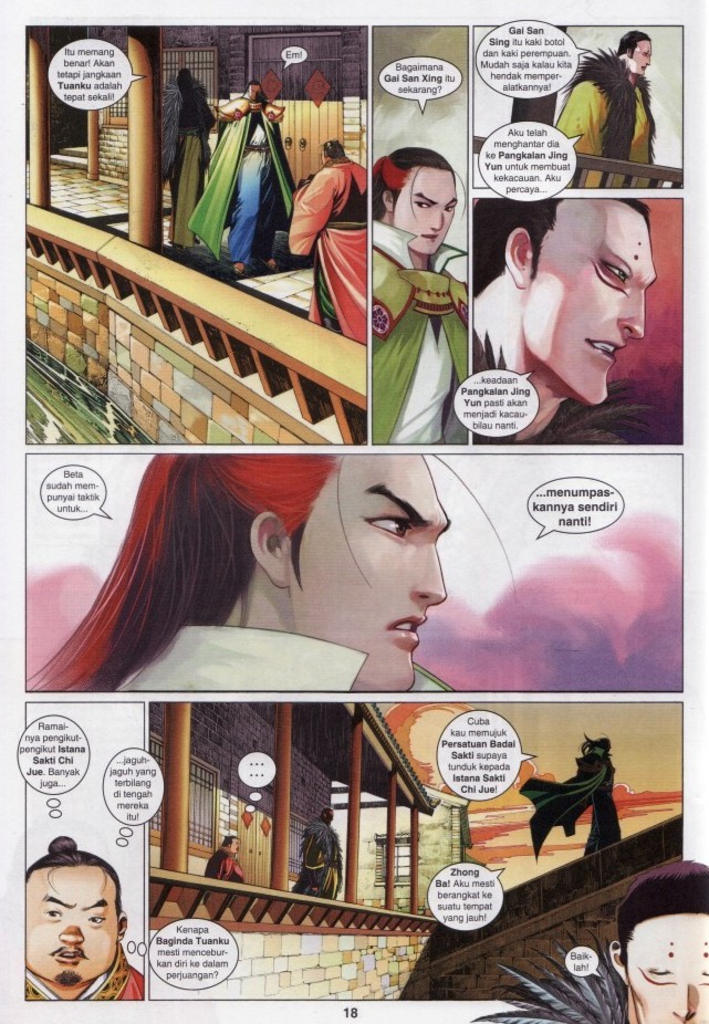 Itu memang
benar! Akan
tetapi jangkaan
Tuanku adalah
tepat sekali!
Em!
Bagaimana
Gai San Xing itu
sekarang?
Gai San
Sing itu kaki botol
dan kaki perempuan.
Mudah saja kalau kita
hendak memper-
alatkannya!
Aku telah
menghantar dia
ke Pangkalan Jing
Yun untuk membuat
kekacauan. Aku
percaya...
...keadaan
Pangkalan Jing
Yun pasti akan
menjadi kacau-
bilau nanti.
Beta
sudah mem-
punyai taktik
untuk...
...menumpas-
kannya sendiri
nanti!
Ramai-
nya pengikut-
pengikut Istana
Sakti Chi
Jue. Banyak
juga...
...jaguh-
jaguh yang
terbilang
di tengah
mereka
itu!
Kenapa
Baginda Tuanku
mesti mencebur-
kan diri ke dalam
perjuangan?
...
...
Cuba
kau memujuk
Persatuan Badai
Sakti supaya
tunduk kepada
Istana Sakti
Chi Jue!
Zhong
Ba! Aku mesti
berangkat ke
suatu tempat
yang jauh!
Baik-
lah!
18